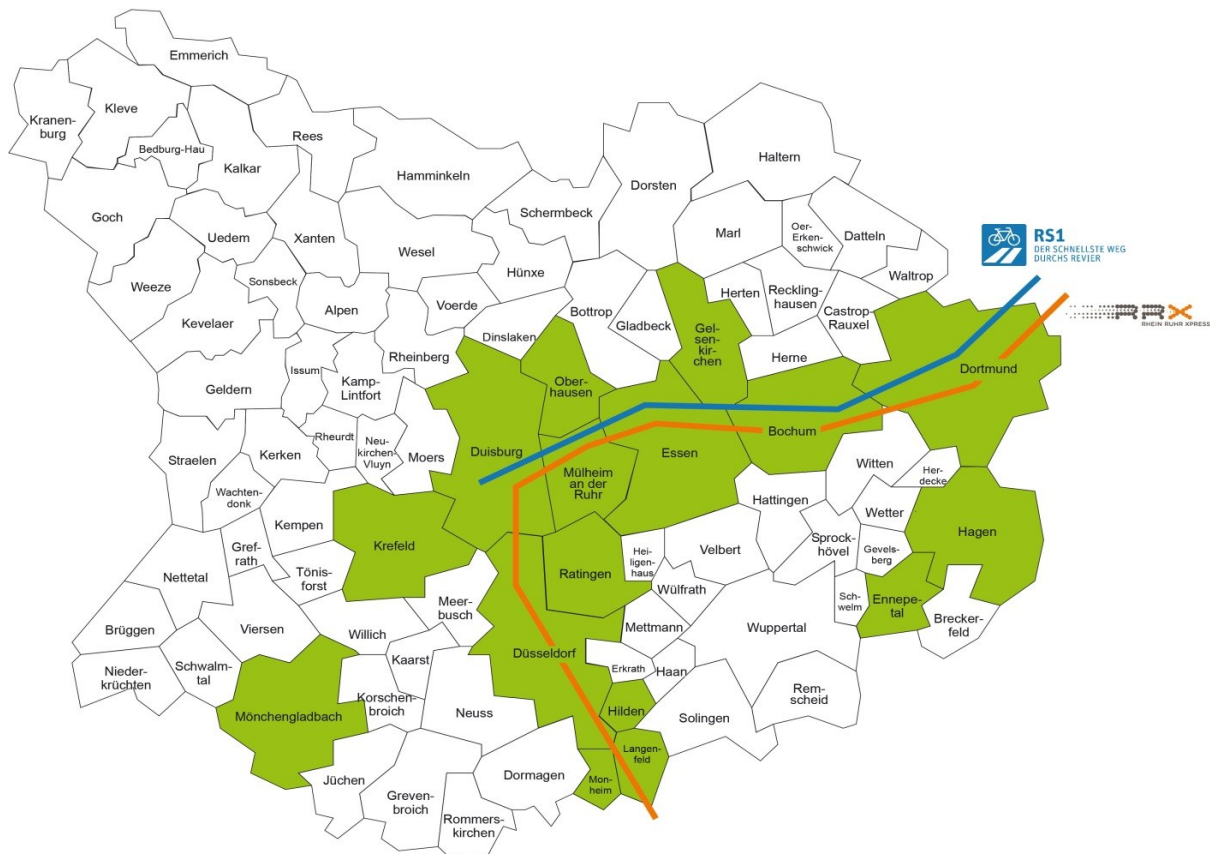 Emmerich
Kleve
Kranen-
burg
Bedburg-Hau
Rees
Kalkar
Hamminkeln
Haltern
Dorsten
Goch
Schermbeck
Uedem
Xanten
Wesel
Marl
Oer-
Erken-
schwick
Datteln
RS1
DER SCHNELLSTE WEG
DURCHS REVIER
Waltrop
Weeze
Sonsbeck
Hünxe
Alpen
Voerde
Bottrop
Herten
Reckling-
hausen
Castrop-
Rauxel
RRX
RHEIN RUHR XPRESS
Kevelaer
Dinslaken
Gladbeck
Gel-
sen-
kirchen
Herne
Rheinberg
Geldern
Issum
Kamp-
Lintfort
Ober-
hausen
Dortmund
Straelen
Kerken
Rheurdt
Neu-
kirchen-
Vluyn
Moers
Duisburg
Essen
Bochum
Mülheim
an der
Ruhr
Witten
Her-
decke
Wachten-
donk
Hattingen
Wetter
Kempen
Krefeld
Hagen
Gref-
rath
Sprock-
hövel
Gevels-
berg
Nettetal
Tönis-
forst
Ratingen
Hei-
ligen-
haus
Velbert
Wülfrath
Sch-
welm
Ennepe-
tal
Meer-
busch
Brüggen
Viersen
Willich
Mettmann
Wuppertal
Brecker-
feld
Nieder-
krüchten
Schwalm-
tal
Kaarst
Düsseldorf
Erkrath
Haan
Korschen-
broich
Rem-
scheid
Mönchengladbach
Neuss
Hilden
Solingen
Langen-
feld
Jüchen
Dormagen
Mon-
heim
Greven-
broich
Rommers-
kirchen